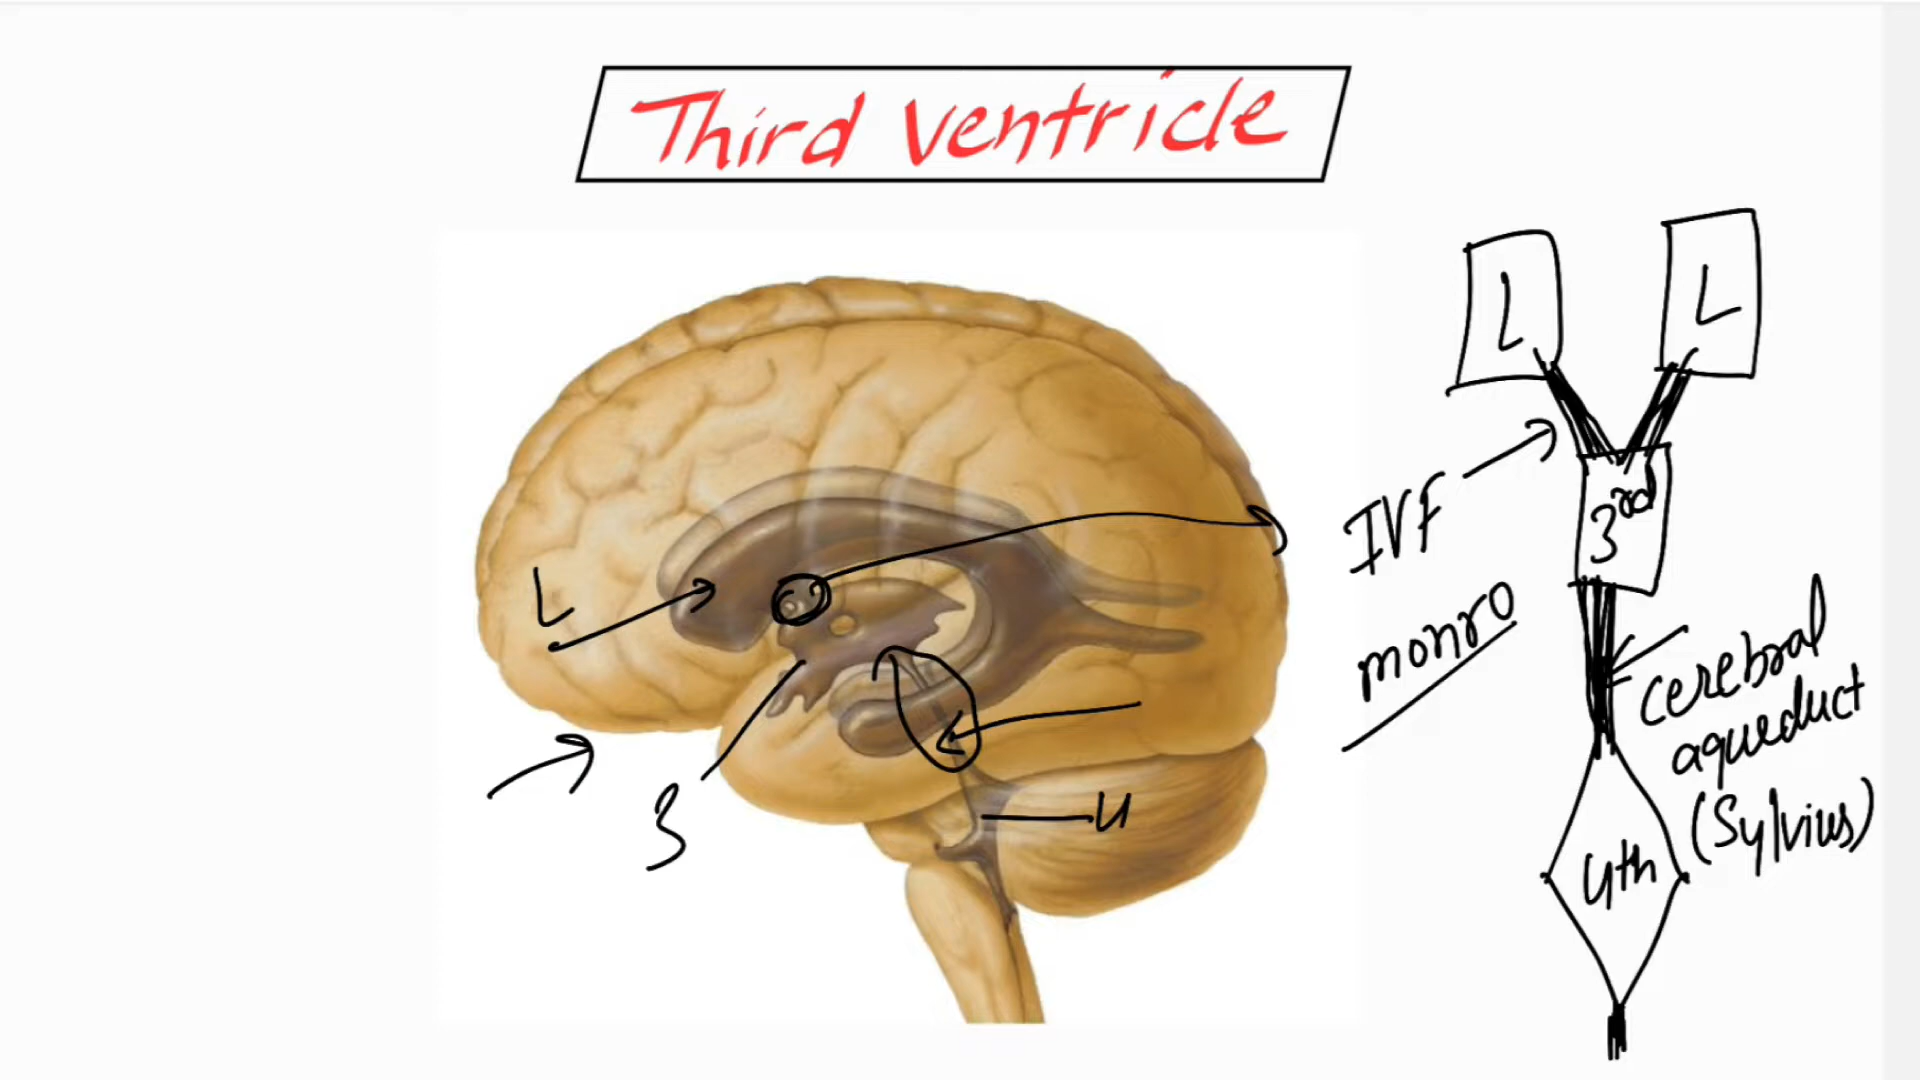 Third Ventricle
L
L
IVF
3rd
monro
L
cerebral
aqueduct
(Sylvius)
3
4
4th